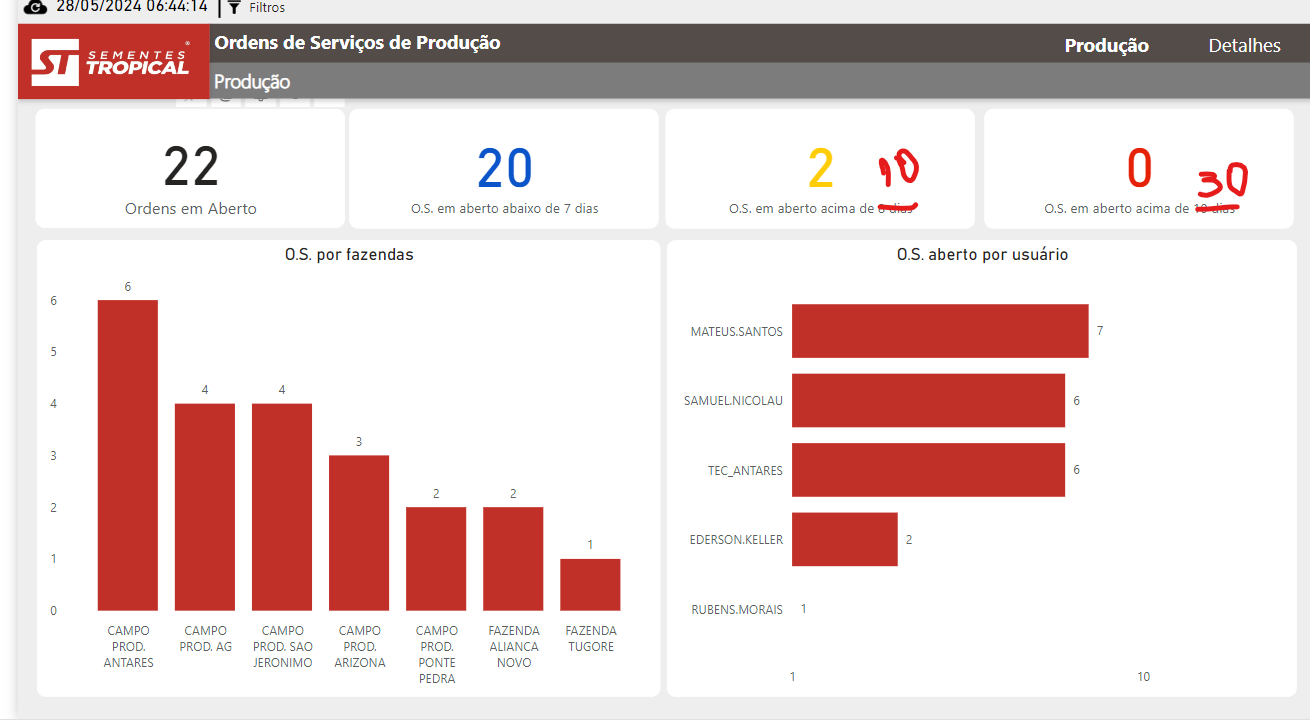 28/05/2024 06:44:14 | Filtros
ST SEMENTES TROPICAL®
Ordens de Serviços de Produção
Produção Detalhes
Produção
22
Ordens em Aberto
20
O.S. em aberto abaixo de 7 dias
2
10
O.S. em aberto acima de 6 dias
0
30
O.S. em aberto acima de 10 dias
O.S. por fazendas
6
5
4
3
2
1
0
6
4
4
3
2
2
1
CAMPO PROD. ANTARES
CAMPO PROD. AG
CAMPO PROD. SAO JERONIMO
CAMPO PROD. ARIZONA
CAMPO PROD. PONTE PEDRA
FAZENDA ALIANCA NOVO
FAZENDA TUGORE
O.S. aberto por usuário
MATEUS.SANTOS 7
SAMUEL.NICOLAU 6
TEC_ANTARES 6
EDERSON.KELLER 2
RUBENS.MORAIS 1
1 10